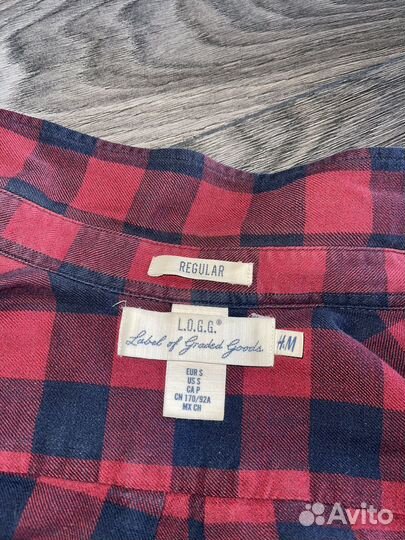 REGULAR
L.O.G.G.®
Label of Graded Goods.
H&M
EUR S
US S
CA P
CN 170/92A
MX CH
Avito